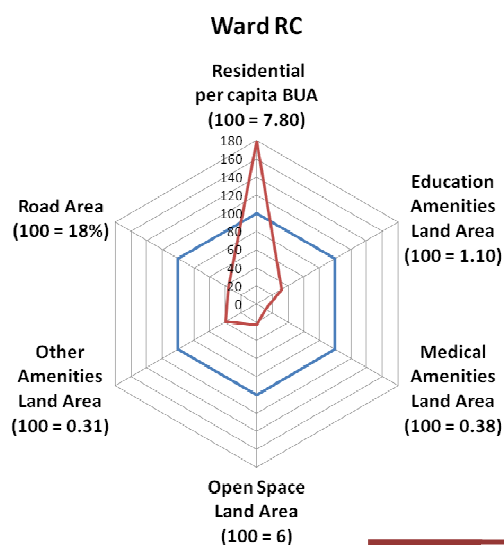 Ward RC
Residential
per capita BUA
(100 = 7.80)
180
160
140
120
100
80
60
40
20
0
Education
Amenities
Land Area
(100 = 1.10)
Medical
Amenities
Land Area
(100 = 0.38)
Open Space
Land Area
(100 = 6)
Other
Amenities
Land Area
(100 = 0.31)
Road Area
(100 = 18%)